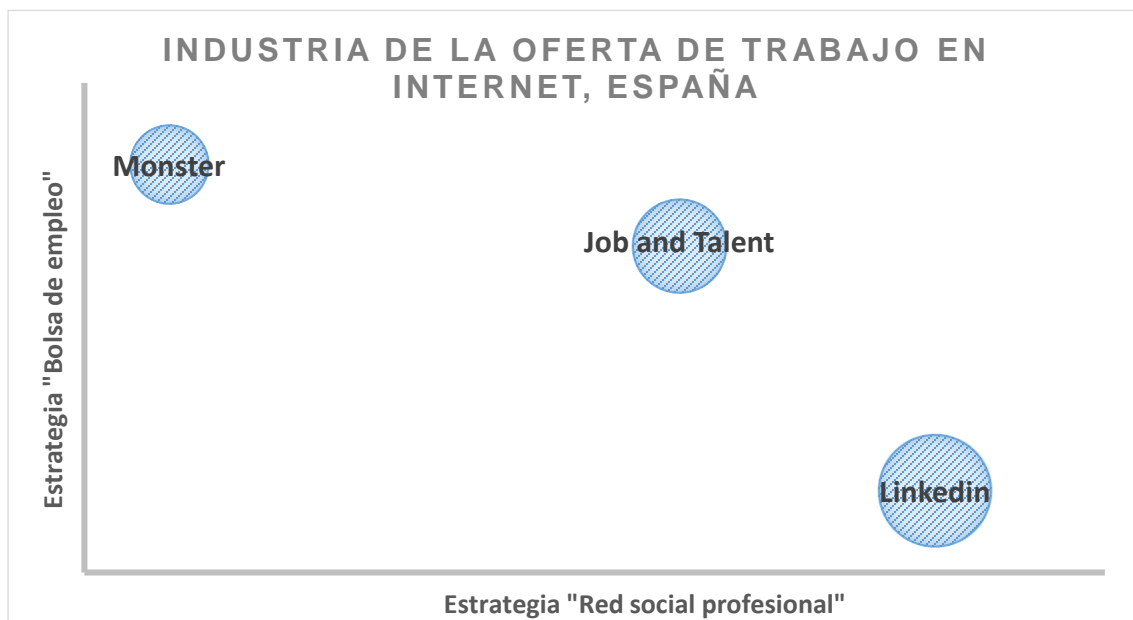 INDUSTRIA DE LA OFERTA DE TRABAJO EN
INTERNET, ESPAÑA
Monster
Job and Talent
Linkedin
Estrategia "Bolsa de empleo"
Estrategia "Red social profesional"